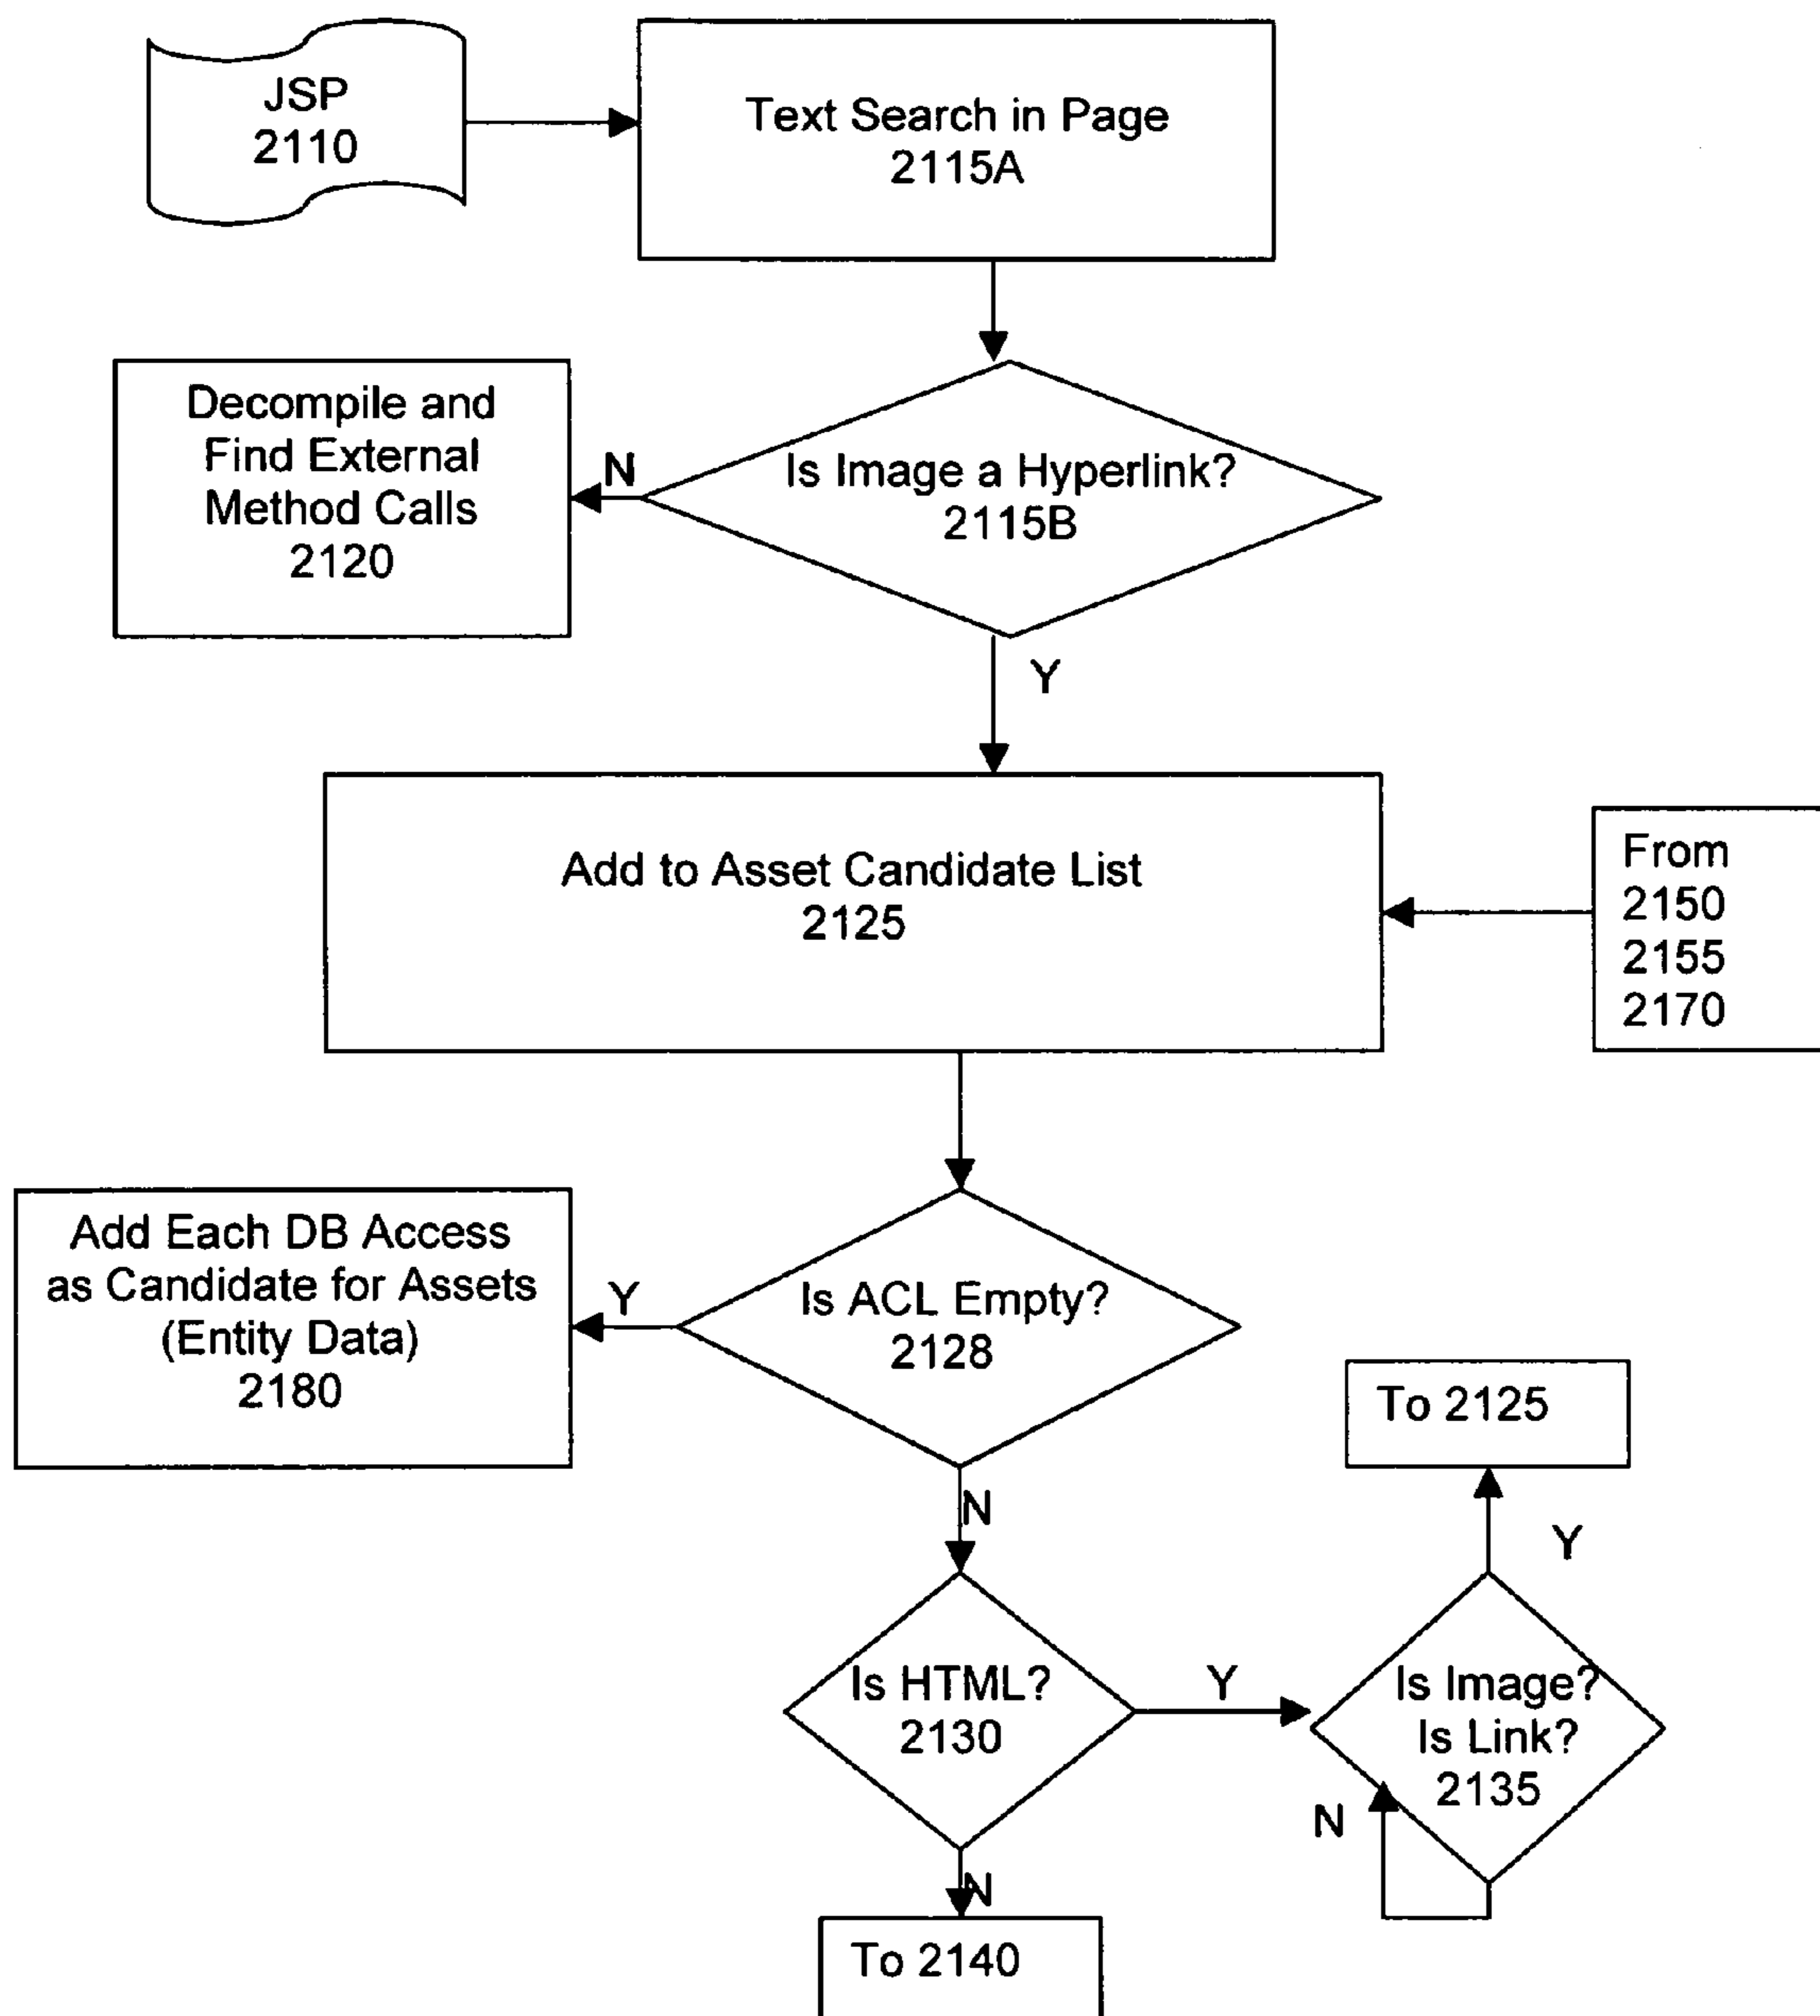 JSP
2110
Text Search in Page
2115A
Decompile and
Find External
Method Calls
2120
N
Is Image a Hyperlink?
2115B
Y
Add to Asset Candidate List
2125
From
2150
2155
2170
Add Each DB Access
as Candidate for Assets
(Entity Data)
2180
Y
Is ACL Empty?
2128
To 2125
N
Y
Is HTML?
2130
Y
Is Image?
Is Link?
2135
N
N
To 2140